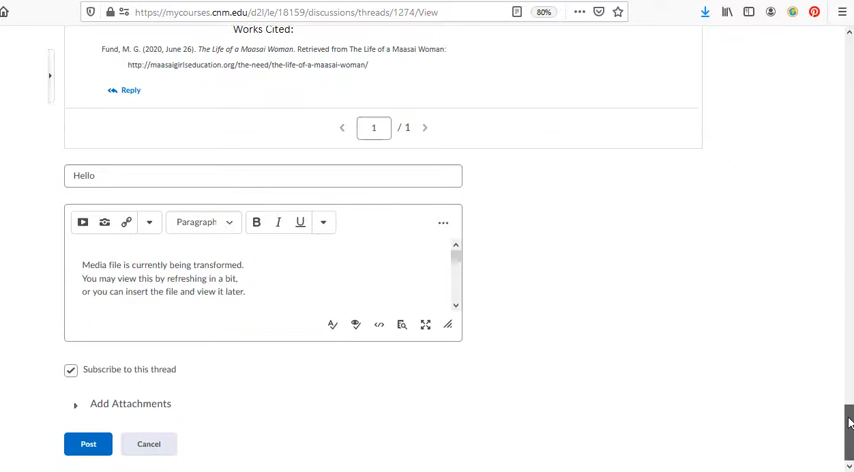 https://mycourses.cnm.edu/d2l/le/18159/discussions/threads/1274/View
80%
Works Cited:
Fund, M. G. (2020, June 26). The Life of a Maasai Woman. Retrieved from The Life of a Maasai Woman:
http://maasaigirlseducation.org/the-need/the-life-of-a-maasai-woman/
Reply
1 / 1
Hello
Paragraph B I U
Media file is currently being transformed.
You may view this by refreshing in a bit,
or you can insert the file and view it later.
Subscribe to this thread
Add Attachments
Post Cancel